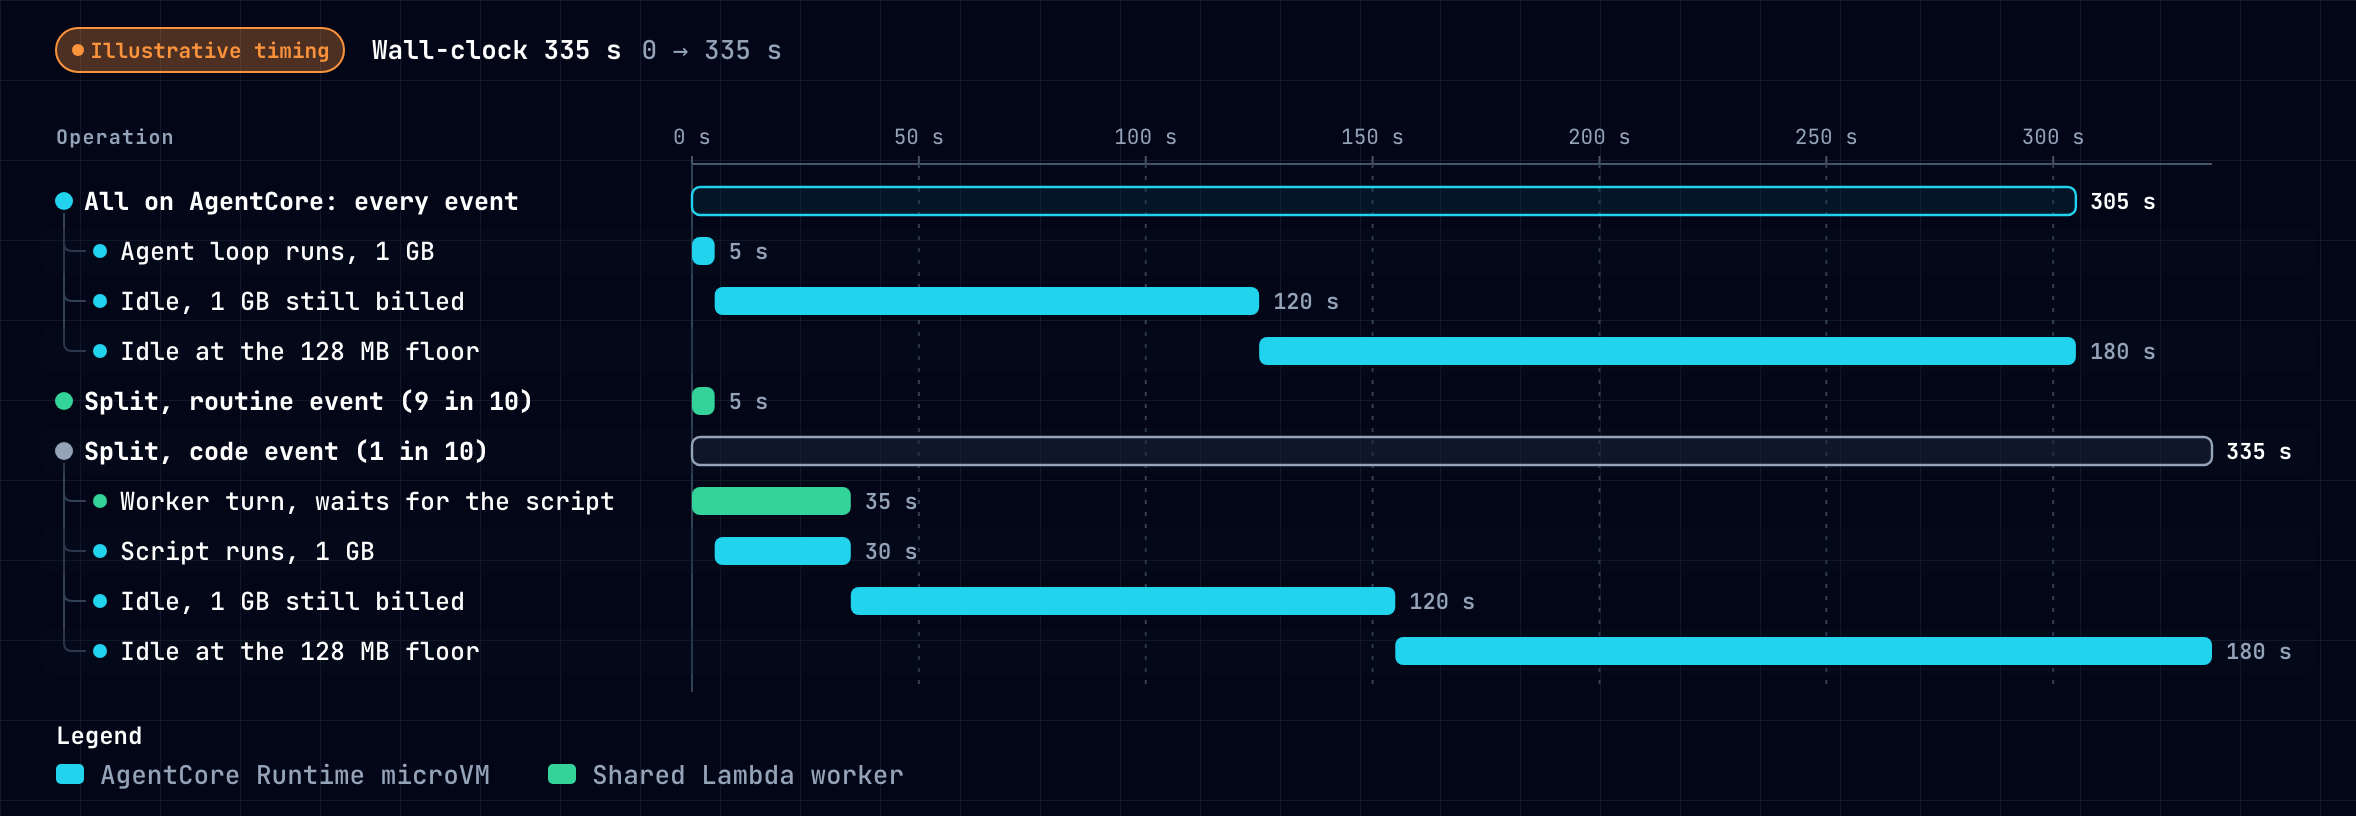 Illustrative timing Wall-clock 335 s 0 → 335 s
Operation 0 s 50 s 100 s 150 s 200 s 250 s 300 s
All on AgentCore: every event 305 s
Agent loop runs, 1 GB 5 s
Idle, 1 GB still billed 120 s
Idle at the 128 MB floor 180 s
Split, routine event (9 in 10) 5 s
Split, code event (1 in 10) 335 s
Worker turn, waits for the script 35 s
Script runs, 1 GB 30 s
Idle, 1 GB still billed 120 s
Idle at the 128 MB floor 180 s
Legend
AgentCore Runtime microVM Shared Lambda worker